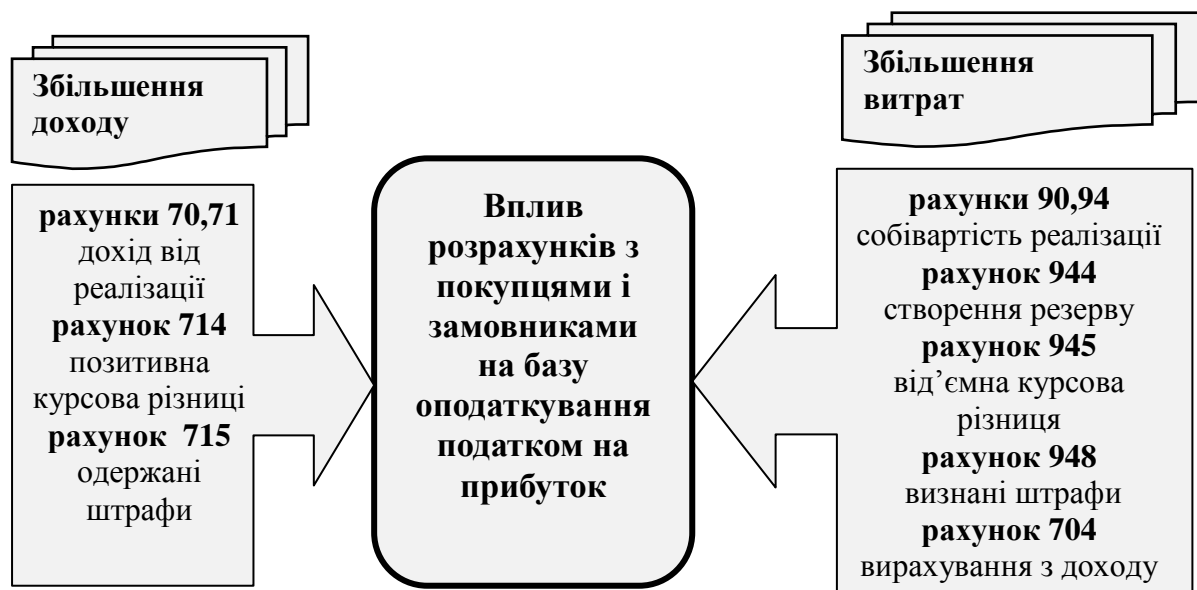 Збільшення
доходу
рахунки 70,71
дохід від
реалізації
рахунок 714
позитивна
курсова різниці
рахунок 715
одержані
штрафи
Вплив
розрахунків з
покупцями і
замовниками
на базу
оподаткування
податком на
прибуток
Збільшення
витрат
рахунки 90,94
собівартість реалізації
рахунок 944
створення резерву
рахунок 945
від’ємна курсова
різниця
рахунок 948
визнані штрафи
рахунок 704
вирахування з доходу